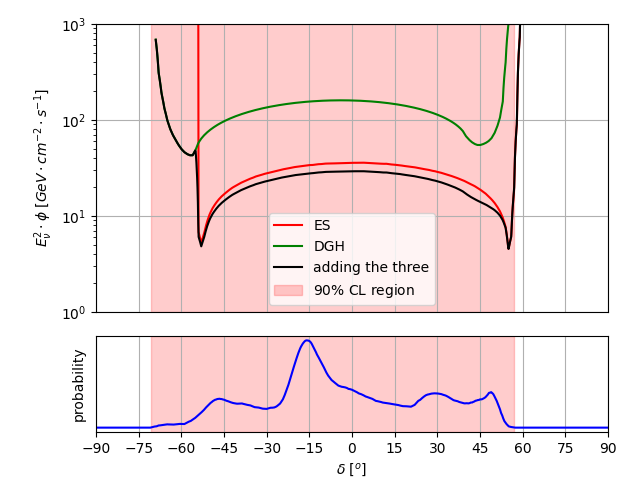 10³
10²
10¹
10⁰
E²_ν · ϕ [GeV · cm⁻² · s⁻¹]
ES
DGH
adding the three
90% CL region
probability
−90 −75 −60 −45 −30 −15 0 15 30 45 60 75 90
δ [°]